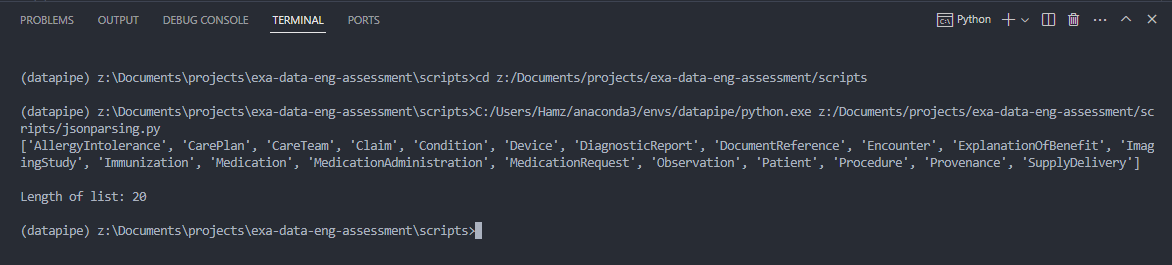 PROBLEMS OUTPUT DEBUG CONSOLE TERMINAL PORTS Python
(datapipe) z:\Documents\projects\exa-data-eng-assessment\scripts>cd z:/Documents/projects/exa-data-eng-assessment/scripts
(datapipe) z:\Documents\projects\exa-data-eng-assessment\scripts>C:/Users/Hamz/anaconda3/envs/datapipe/python.exe z:/Documents/projects/exa-data-eng-assessment/sc
ripts/jsonparsing.py
['AllergyIntolerance', 'CarePlan', 'CareTeam', 'Claim', 'Condition', 'Device', 'DiagnosticReport', 'DocumentReference', 'Encounter', 'ExplanationOfBenefit', 'Imag
ingStudy', 'Immunization', 'Medication', 'MedicationAdministration', 'MedicationRequest', 'Observation', 'Patient', 'Procedure', 'Provenance', 'SupplyDelivery']
Length of list: 20
(datapipe) z:\Documents\projects\exa-data-eng-assessment\scripts>